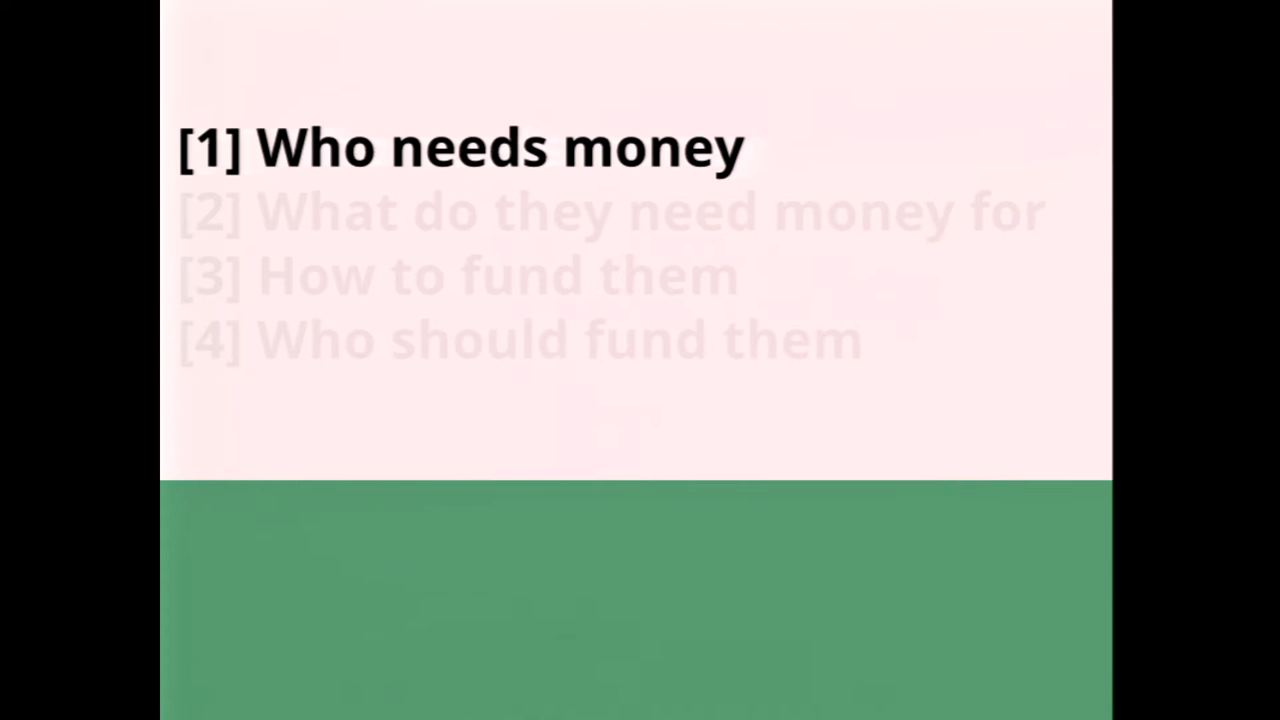 [1] Who needs money
[2] What do they need money for
[3] How to fund them
[4] Who should fund them